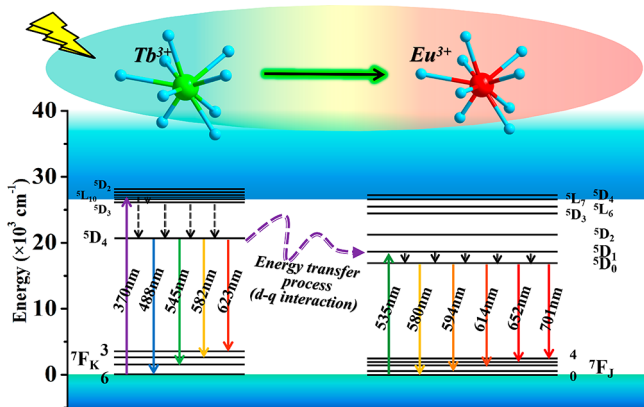 Tb3+
Eu3+
40
30
20
10
0
Energy (×10³ cm⁻¹)
⁵D₂
⁵L₁₀
⁵D₃
⁵D₄
370nm
488nm
545nm
582nm
623nm
3
⁷F_K
6
Energy transfer
process
(d-q interaction)
⁵L₇ ⁵D₄
⁵L₆
⁵D₃
⁵D₂
⁵D₁
⁵D₀
535nm
580nm
594nm
614nm
652nm
701nm
4
⁷F_J
0